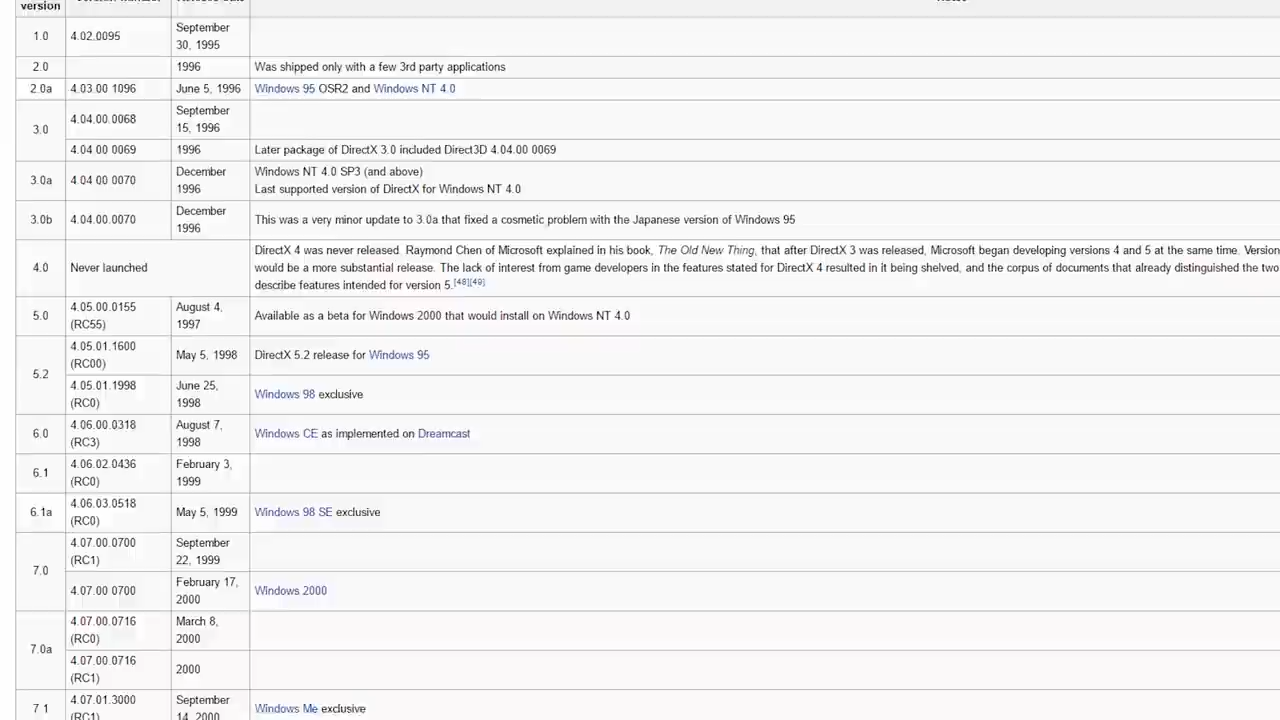 version
1.0 4.02.0095 September 30, 1995
2.0 1996 Was shipped only with a few 3rd party applications
2.0a 4.03.00 1096 June 5, 1996 Windows 95 OSR2 and Windows NT 4.0
3.0 4.04.00.0068 September 15, 1996
4.04 00 0069 1996 Later package of DirectX 3.0 included Direct3D 4.04.00 0069
3.0a 4.04 00 0070 December 1996 Windows NT 4.0 SP3 (and above)
Last supported version of DirectX for Windows NT 4.0
3.0b 4.04.00.0070 December 1996 This was a very minor update to 3.0a that fixed a cosmetic problem with the Japanese version of Windows 95
4.0 Never launched DirectX 4 was never released. Raymond Chen of Microsoft explained in his book, The Old New Thing, that after DirectX 3 was released, Microsoft began developing versions 4 and 5 at the same time. Version
would be a more substantial release. The lack of interest from game developers in the features stated for DirectX 4 resulted in it being shelved, and the corpus of documents that already distinguished the two
describe features intended for version 5.[48][49]
5.0 4.05.00.0155 (RC55) August 4, 1997 Available as a beta for Windows 2000 that would install on Windows NT 4.0
5.2 4.05.01.1600 (RC00) May 5, 1998 DirectX 5.2 release for Windows 95
4.05.01.1998 (RC0) June 25, 1998 Windows 98 exclusive
6.0 4.06.00.0318 (RC3) August 7, 1998 Windows CE as implemented on Dreamcast
6.1 4.06.02.0436 (RC0) February 3, 1999
6.1a 4.06.03.0518 (RC0) May 5, 1999 Windows 98 SE exclusive
7.0 4.07.00.0700 (RC1) September 22, 1999
4.07.00 0700 February 17, 2000 Windows 2000
7.0a 4.07.00.0716 (RC0) March 8, 2000
4.07.00.0716 (RC1) 2000
7.1 4.07.01.3000 (RC1) September 14, 2000 Windows Me exclusive